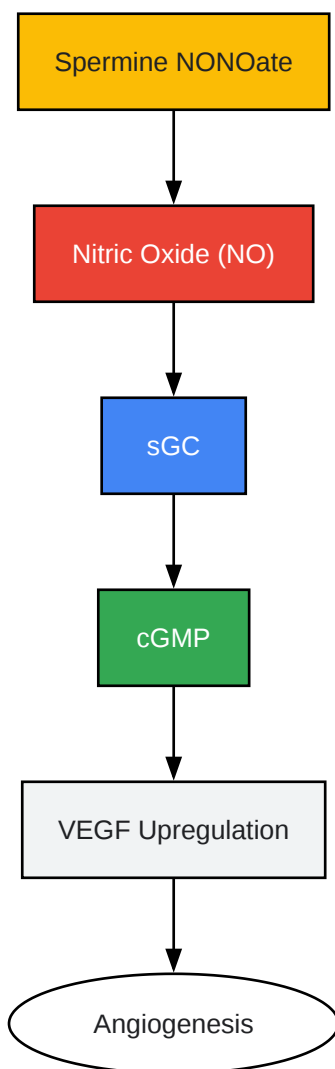 Spermine NONOate
Nitric Oxide (NO)
sGC
cGMP
VEGF Upregulation
Angiogenesis